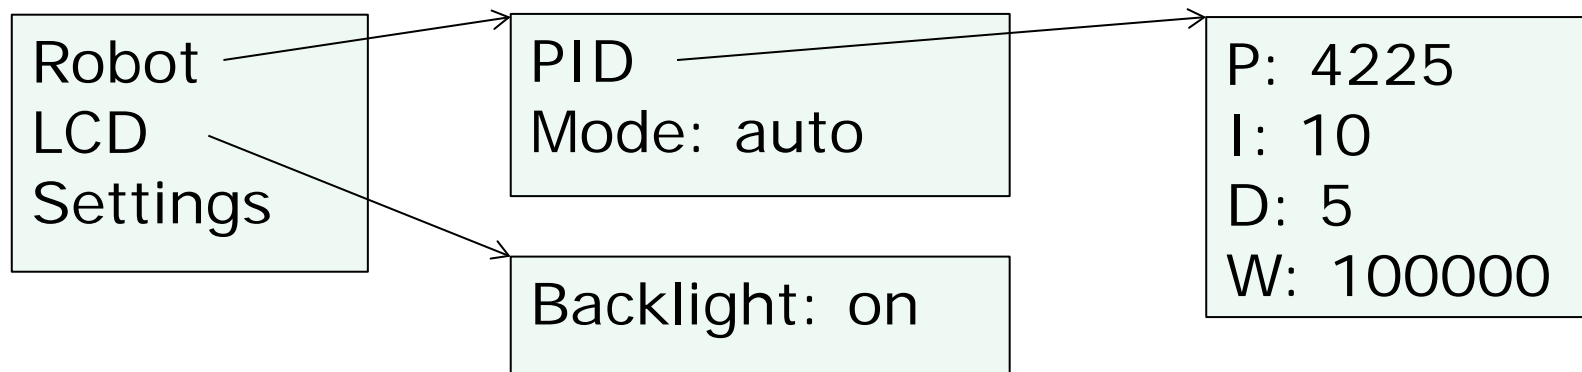 Robot
LCD
Settings
PID
Mode: auto
Backlight: on
P: 4225
I: 10
D: 5
W: 100000